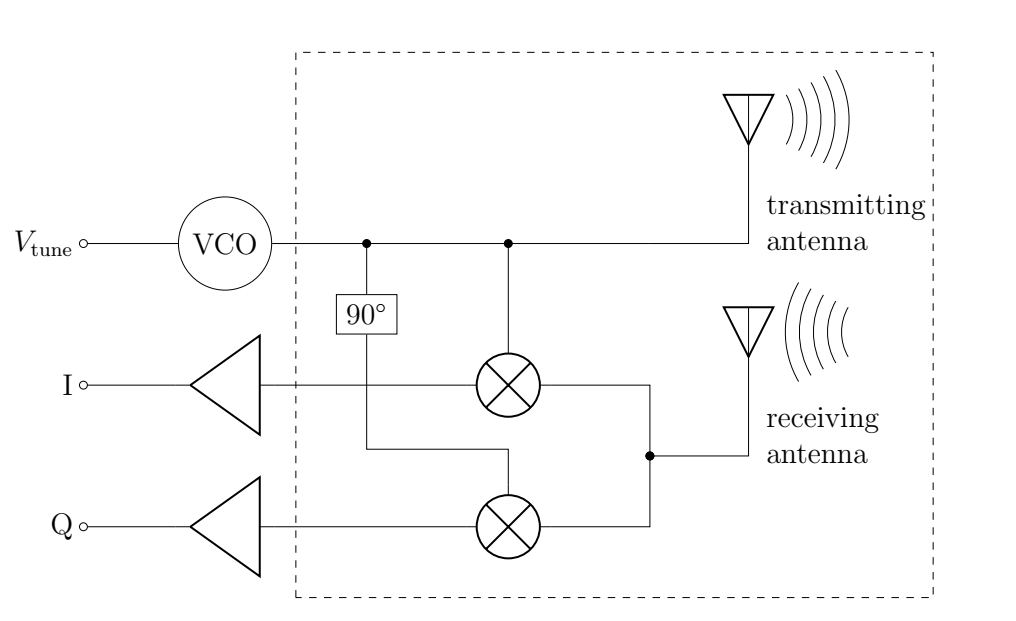 transmitting
antenna
V_tune
VCO
90°
I
receiving
antenna
Q